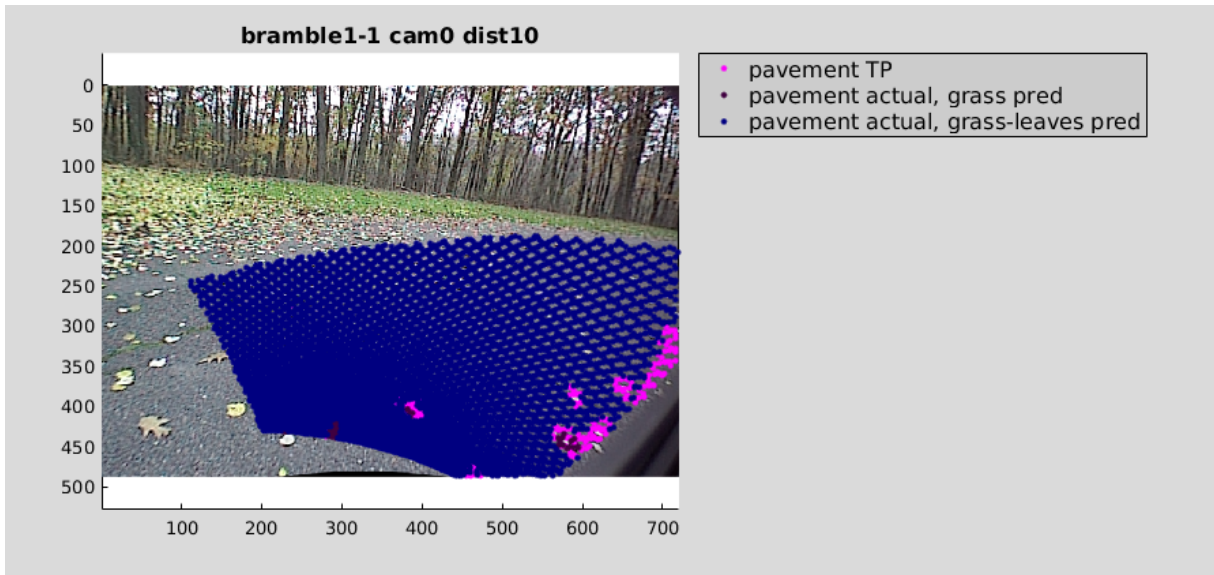 bramble1-1 cam0 dist10
pavement TP
pavement actual, grass pred
pavement actual, grass-leaves pred
0
50
100
150
200
250
300
350
400
450
500
100 200 300 400 500 600 700